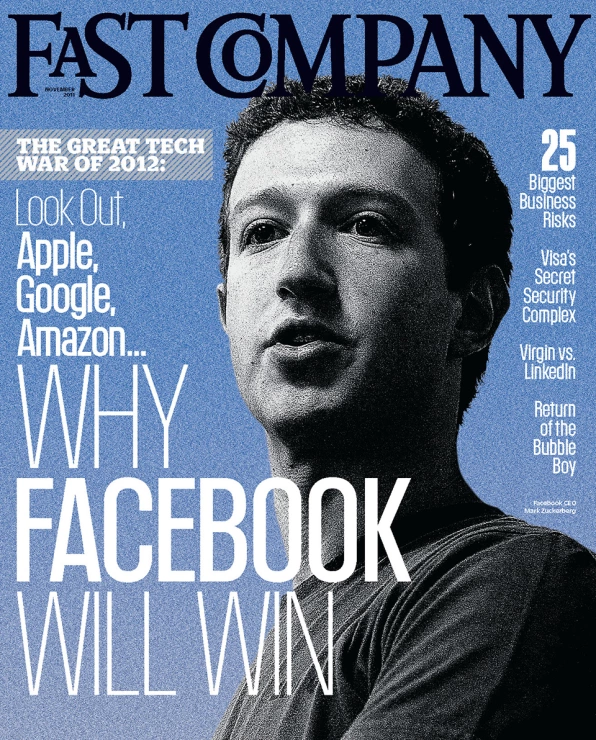 FAST COMPANY
NOVEMBER
2011
THE GREAT TECH
WAR OF 2012:
Look Out,
Apple,
Google,
Amazon...
WHY
FACEBOOK
WILL WIN
25
Biggest
Business
Risks
Visa's
Secret
Security
Complex
Virgin vs.
LinkedIn
Return
of the
Bubble
Boy
Facebook CEO
Mark Zuckerberg